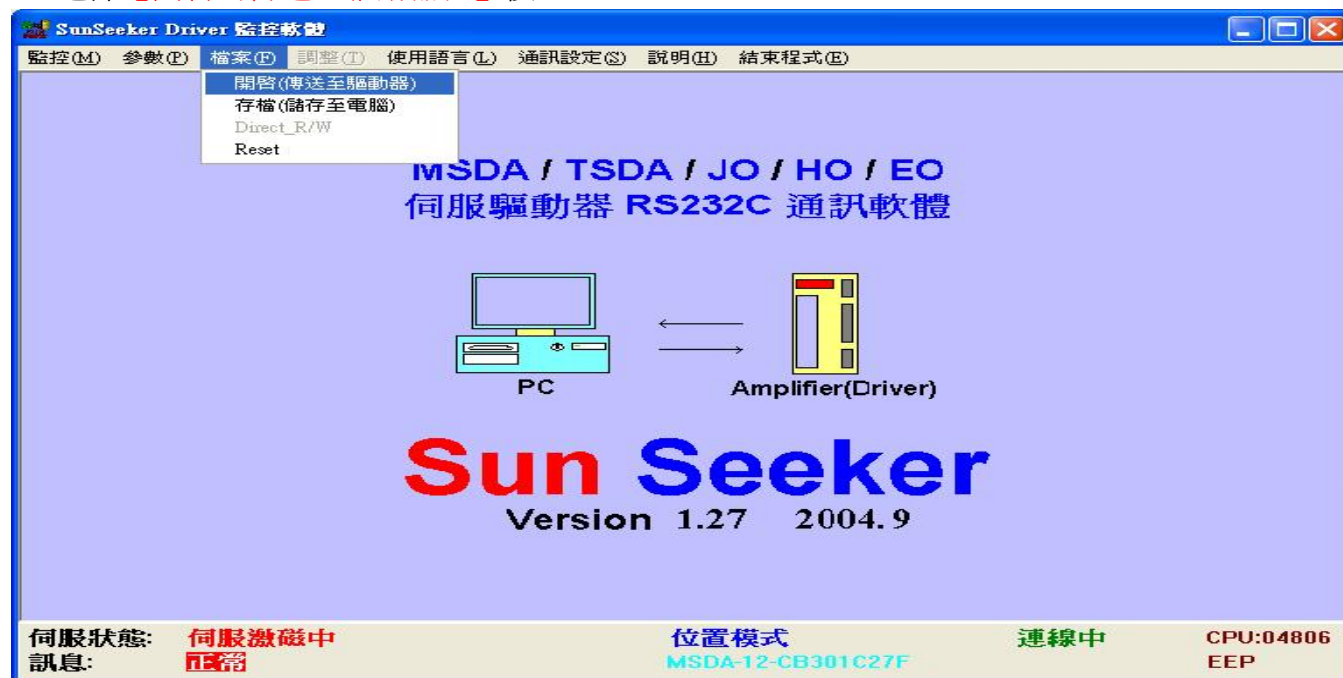 SunSeeker Driver 監控軟體
監控(M) 參數(P) 檔案(F) 調整(T) 使用語言(L) 通訊設定(S) 說明(H) 結束程式(E)
開啓(傳送至驅動器)
存檔(儲存至電腦)
Direct_R/W
Reset
MSDA / TSDA / JO / HO / EO
伺服驅動器 RS232C 通訊軟體
PC
Amplifier(Driver)
Sun Seeker
Version 1.27 2004.9
伺服狀態: 伺服激磁中 位置模式 連線中 CPU:04806
訊息: 正常 MSDA-12-CB301C27F EEP